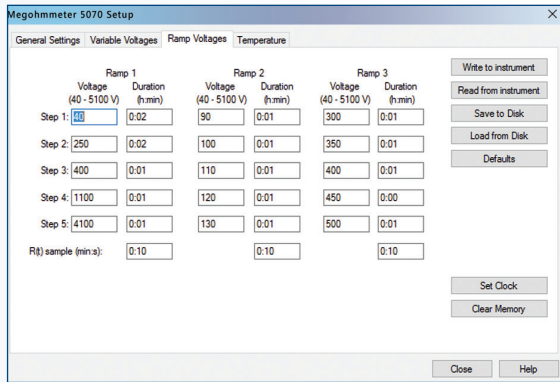 Megohmmeter 5070 Setup
General Settings Variable Voltages Ramp Voltages Temperature
Ramp 1 Ramp 2 Ramp 3
Voltage Duration Voltage Duration Voltage Duration
(40 - 5100 V) (h:min) (40 - 5100 V) (h:min) (40 - 5100 V) (h:min)
Step 1: 40 0:02 90 0:01 300 0:01
Step 2: 250 0:02 100 0:01 350 0:01
Step 3: 400 0:01 110 0:01 400 0:01
Step 4: 1100 0:01 120 0:01 450 0:00
Step 5: 4100 0:01 130 0:01 500 0:01
R(t) sample (min:s): 0:10 0:10 0:10
Write to instrument
Read from instrument
Save to Disk
Load from Disk
Defaults
Set Clock
Clear Memory
Close Help